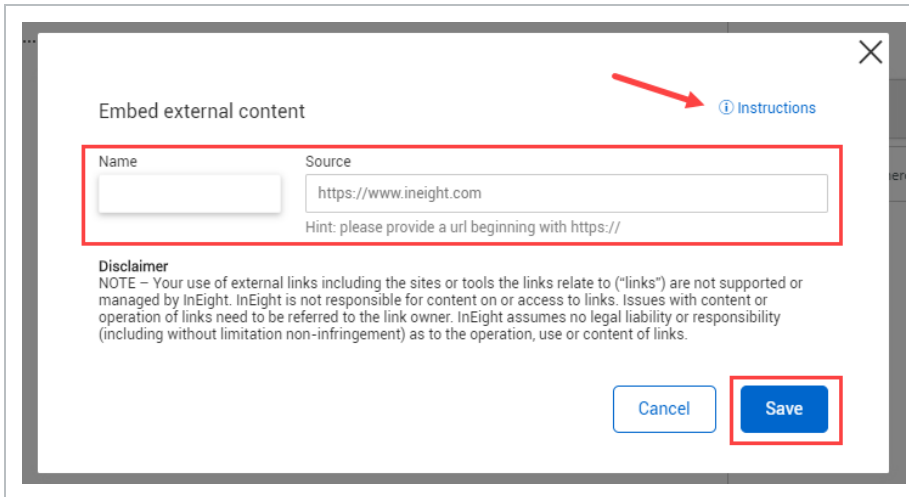 ...
Embed external content
ⓘ Instructions
Name
Source
https://www.ineight.com
Hint: please provide a url beginning with https://
Disclaimer
NOTE – Your use of external links including the sites or tools the links relate to (“links”) are not supported or
managed by InEight. InEight is not responsible for content on or access to links. Issues with content or
operation of links need to be referred to the link owner. InEight assumes no legal liability or responsibility
(including without limitation non-infringement) as to the operation, use or content of links.
Cancel
Save